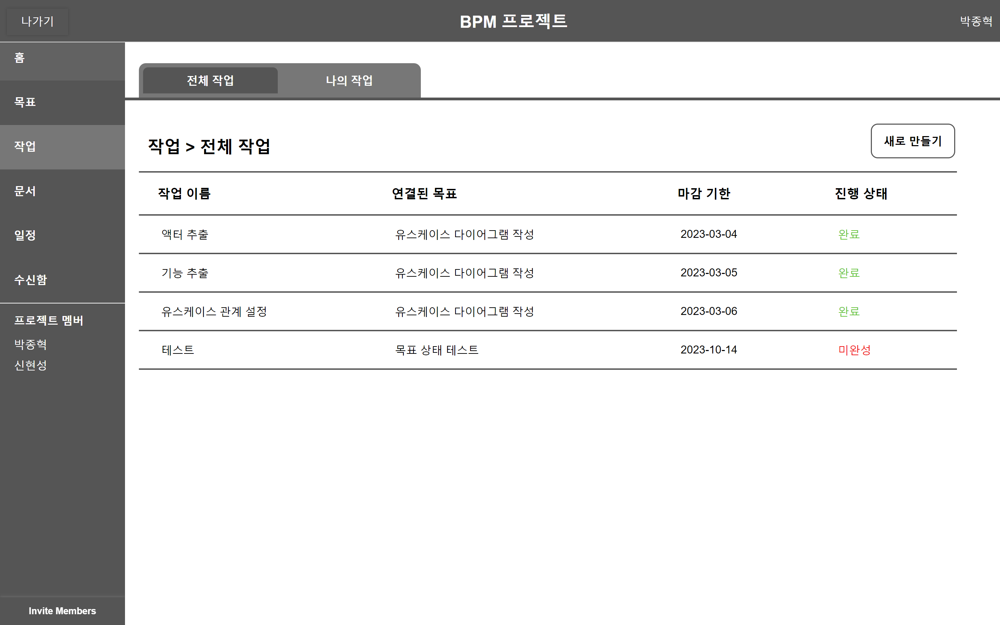 나가기
BPM 프로젝트
박종혁
홈
목표
작업
문서
일정
수신함
프로젝트 멤버
박종혁
신현성
Invite Members
전체 작업 나의 작업
작업 > 전체 작업
새로 만들기
작업 이름 연결된 목표 마감 기한 진행 상태
액터 추출 유스케이스 다이어그램 작성 2023-03-04 완료
기능 추출 유스케이스 다이어그램 작성 2023-03-05 완료
유스케이스 관계 설정 유스케이스 다이어그램 작성 2023-03-06 완료
테스트 목표 상태 테스트 2023-10-14 미완성